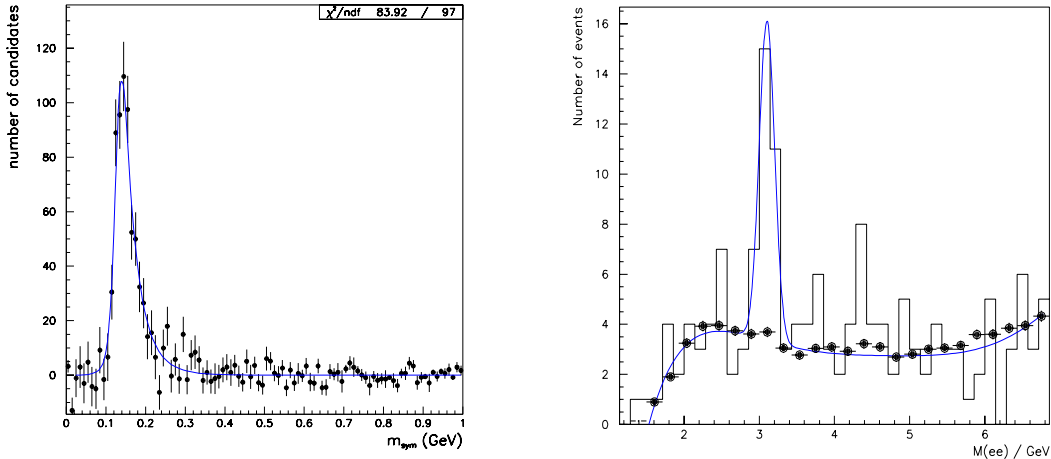 χ²/ndf 83.92 / 97
number of candidates
120
100
80
60
40
20
0
0 0.1 0.2 0.3 0.4 0.5 0.6 0.7 0.8 0.9 1
m_sym (GeV)
Number of events
16
14
12
10
8
6
4
2
0
2 3 4 5 6
M(ee) / GeV